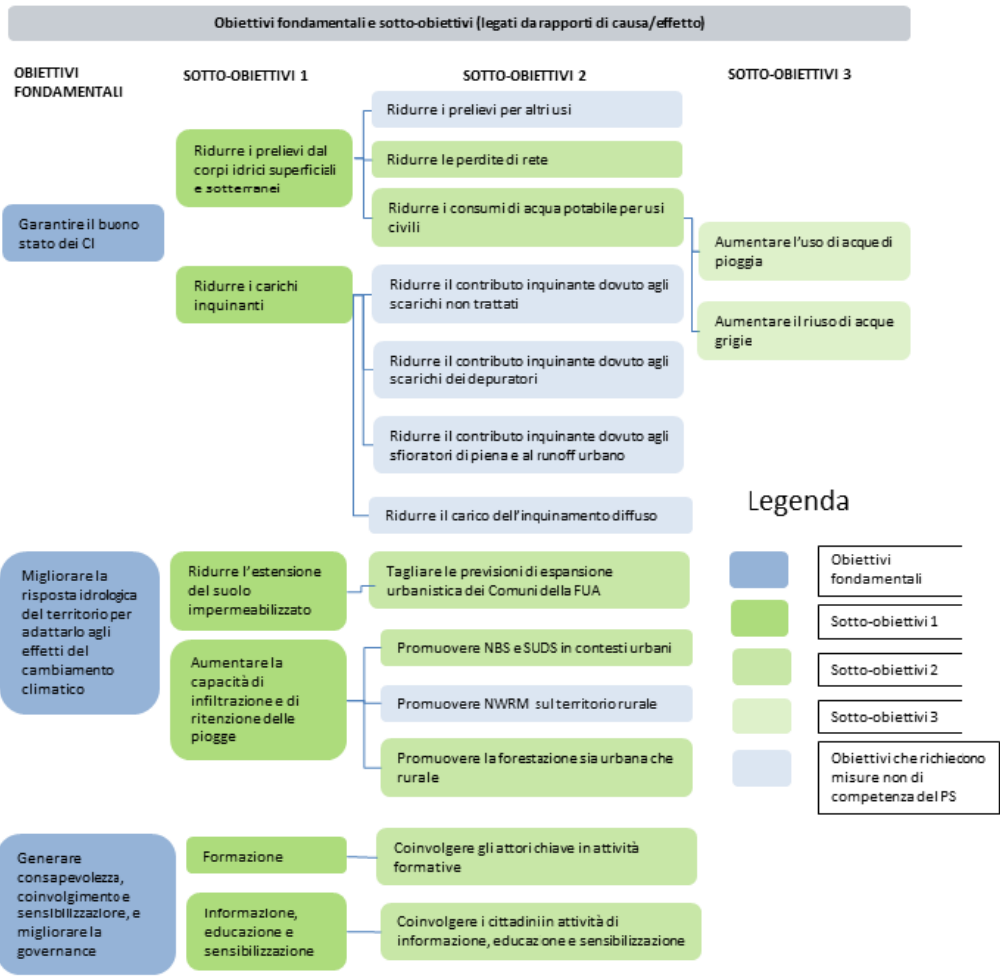 Obiettivi fondamentali e sotto-obiettivi (legati da rapporti di causa/effetto)
OBIETTIVI
FONDAMENTALI
SOTTO-OBIETTIVI 1
SOTTO-OBIETTIVI 2
SOTTO-OBIETTIVI 3
Garantire il buono
stato dei CI
Ridurre i prelievi dal
corpi idrici superficiali
e sotterranei
Ridurre i prelievi per altri usi
Ridurre le perdite di rete
Ridurre i consumi di acqua potabile per usi
civili
Aumentare l'uso di acque di
pioggia
Aumentare il riuso di acque
grigie
Ridurre i carichi
inquinanti
Ridurre il contributo inquinante dovuto agli
scarichi non trattati
Ridurre il contributo inquinante dovuto agli
scarichi dei depuratori
Ridurre il contributo inquinante dovuto agli
sfioratori di piena e al runoff urbano
Ridurre il carico dell'inquinamento diffuso
Migliorare la
risposta idrologica
del territorio per
adattarlo agli
effetti del
cambiamento
climatico
Ridurre l'estensione
del suolo
impermeabilizzato
Tagliare le previsioni di espansione
urbanistica dei Comuni della FUA
Aumentare la
capacità di
infiltrazione e di
ritenzione delle
piogge
Promuovere NBS e SUDS in contesti urbani
Promuovere NWRM sul territorio rurale
Promuovere la forestazione sia urbana che
rurale
Generare
consapevolezza,
coinvolgimento e
sensibilizzazione, e
migliorare la
governance
Formazione
Coinvolgere gli attori chiave in attività
formative
Informazione,
educazione e
sensibilizzazione
Coinvolgere i cittadini in attività di
informazione, educazione e sensibilizzazione
Legenda
Obiettivi
fondamentali
Sotto-obiettivi 1
Sotto-obiettivi 2
Sotto-obiettivi 3
Obiettivi che richiecono
misure non di
competenza del PS